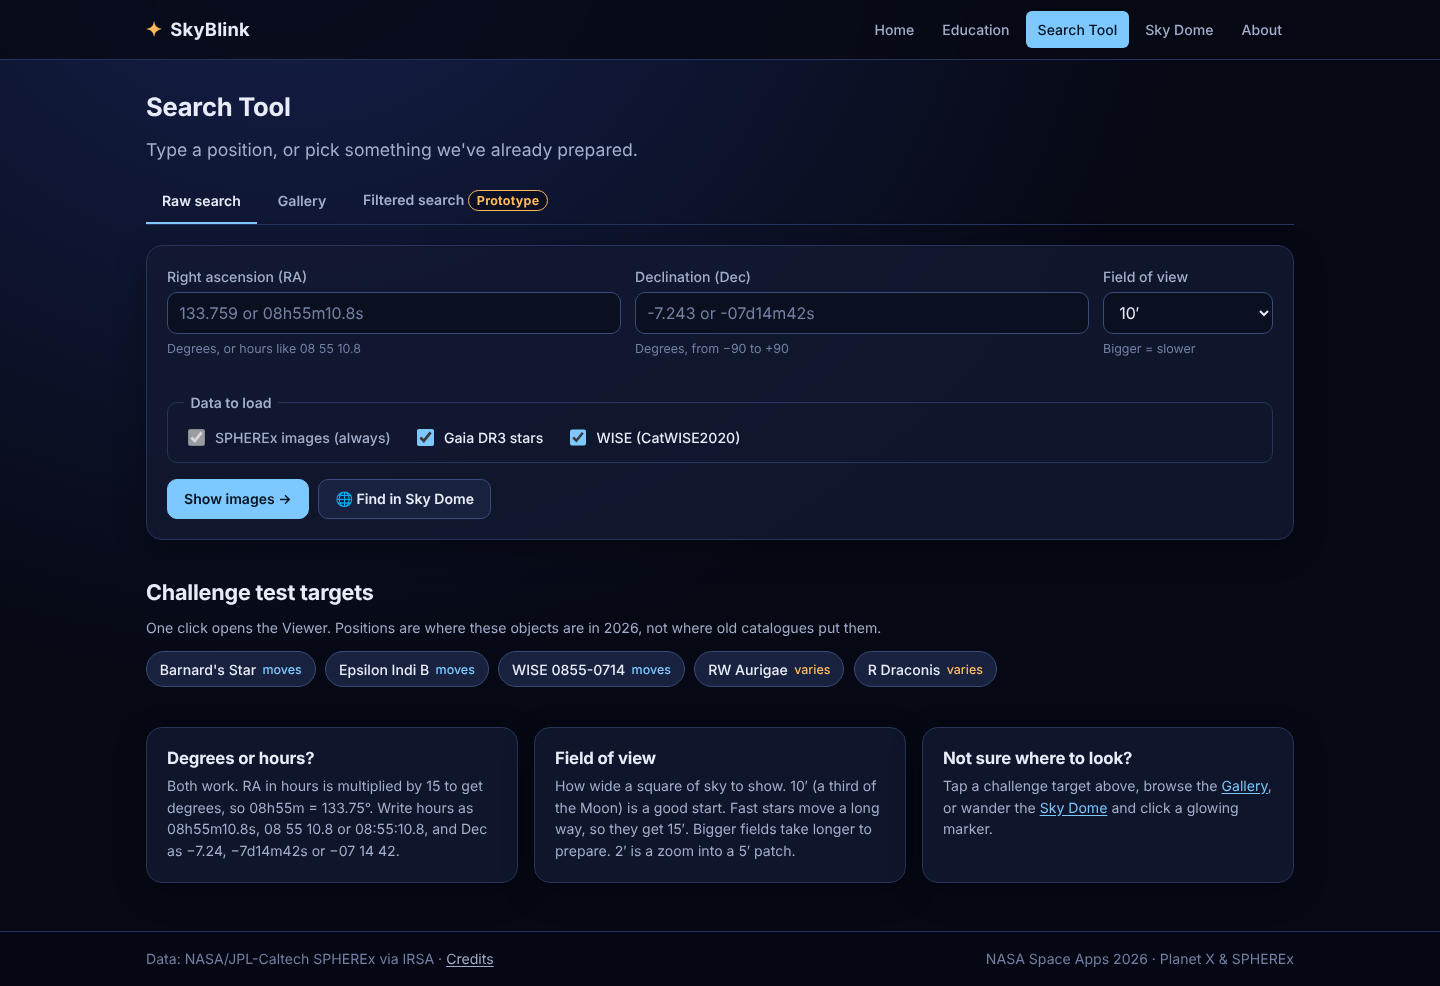 ✦ SkyBlink
Home Education Search Tool Sky Dome About
Search Tool
Type a position, or pick something we've already prepared.
Raw search Gallery Filtered search Prototype
Right ascension (RA) Declination (Dec) Field of view
133.759 or 08h55m10.8s -7.243 or -07d14m42s 10′
Degrees, or hours like 08 55 10.8 Degrees, from −90 to +90 Bigger = slower
Data to load
SPHEREx images (always) Gaia DR3 stars WISE (CatWISE2020)
Show images → 🌐 Find in Sky Dome
Challenge test targets
One click opens the Viewer. Positions are where these objects are in 2026, not where old catalogues put them.
Barnard's Star moves Epsilon Indi B moves WISE 0855-0714 moves RW Aurigae varies R Draconis varies
Degrees or hours?
Both work. RA in hours is multiplied by 15 to get
degrees, so 08h55m = 133.75°. Write hours as
08h55m10.8s, 08 55 10.8 or 08:55:10.8, and Dec
as −7.24, −7d14m42s or −07 14 42.
Field of view
How wide a square of sky to show. 10′ (a third of
the Moon) is a good start. Fast stars move a long
way, so they get 15′. Bigger fields take longer to
prepare. 2′ is a zoom into a 5′ patch.
Not sure where to look?
Tap a challenge target above, browse the Gallery,
or wander the Sky Dome and click a glowing
marker.
Data: NASA/JPL-Caltech SPHEREx via IRSA · Credits
NASA Space Apps 2026 · Planet X & SPHEREx